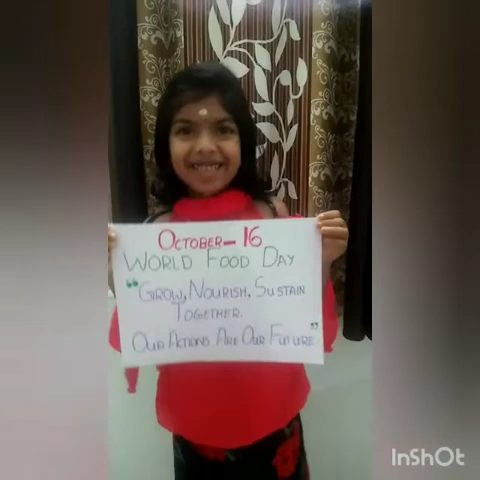 OCTOBER-16
WORLD FOOD DAY
"GROW, NOURISH, SUSTAIN
TOGETHER.
OUR ACTIONS ARE OUR FUTURE"
INSHOT